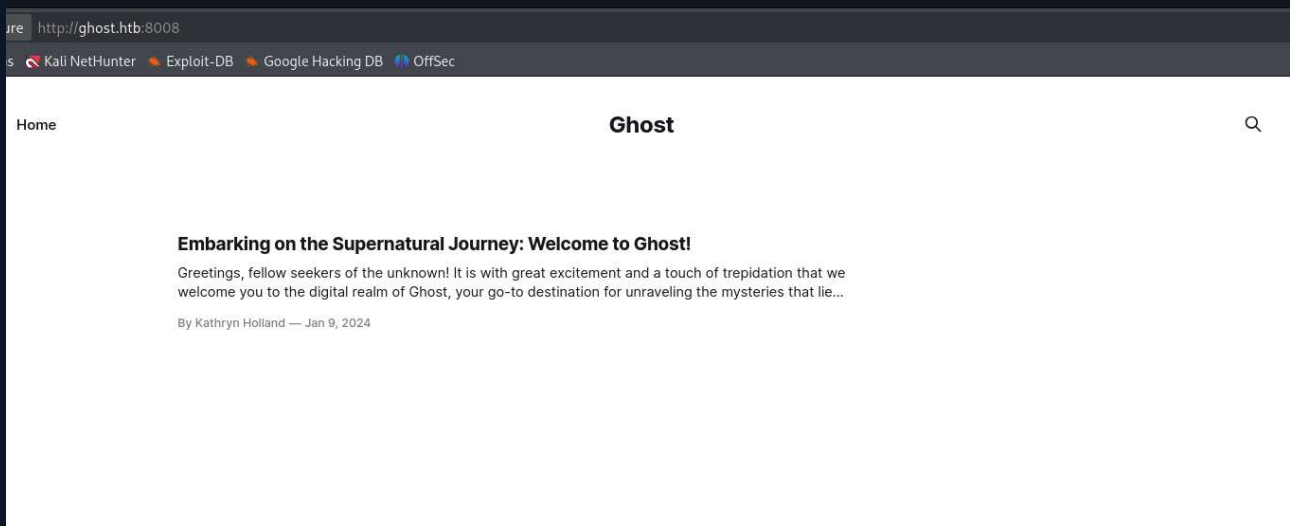 ure http://ghost.htb:8008
s Kali NetHunter Exploit-DB Google Hacking DB OffSec
Home Ghost
Embarking on the Supernatural Journey: Welcome to Ghost!
Greetings, fellow seekers of the unknown! It is with great excitement and a touch of trepidation that we
welcome you to the digital realm of Ghost, your go-to destination for unraveling the mysteries that lie...
By Kathryn Holland — Jan 9, 2024